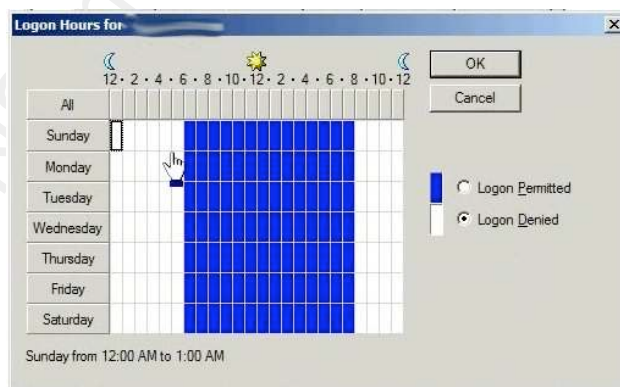 Logon Hours for
12 · 2 · 4 · 6 · 8 · 10 · 12 · 2 · 4 · 6 · 8 · 10 · 12
OK
All
Cancel
Sunday
Monday
Tuesday
Logon Permitted
Wednesday
Logon Denied
Thursday
Friday
Saturday
Sunday from 12:00 AM to 1:00 AM